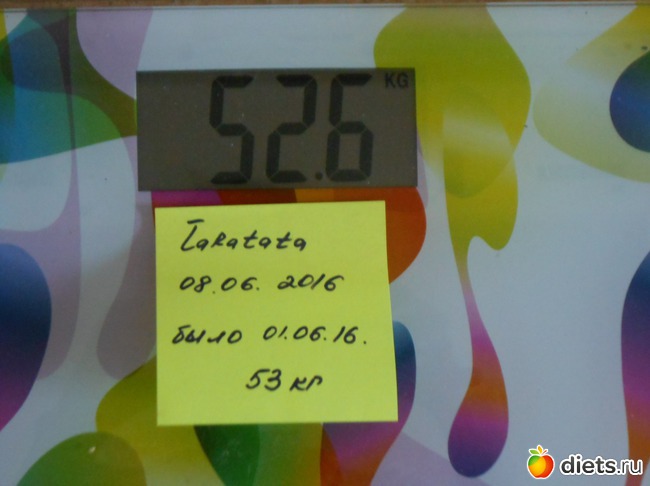 52.6 KG
Takatata
08.06.2016
было 01.06.16.
53 кг
diets.ru